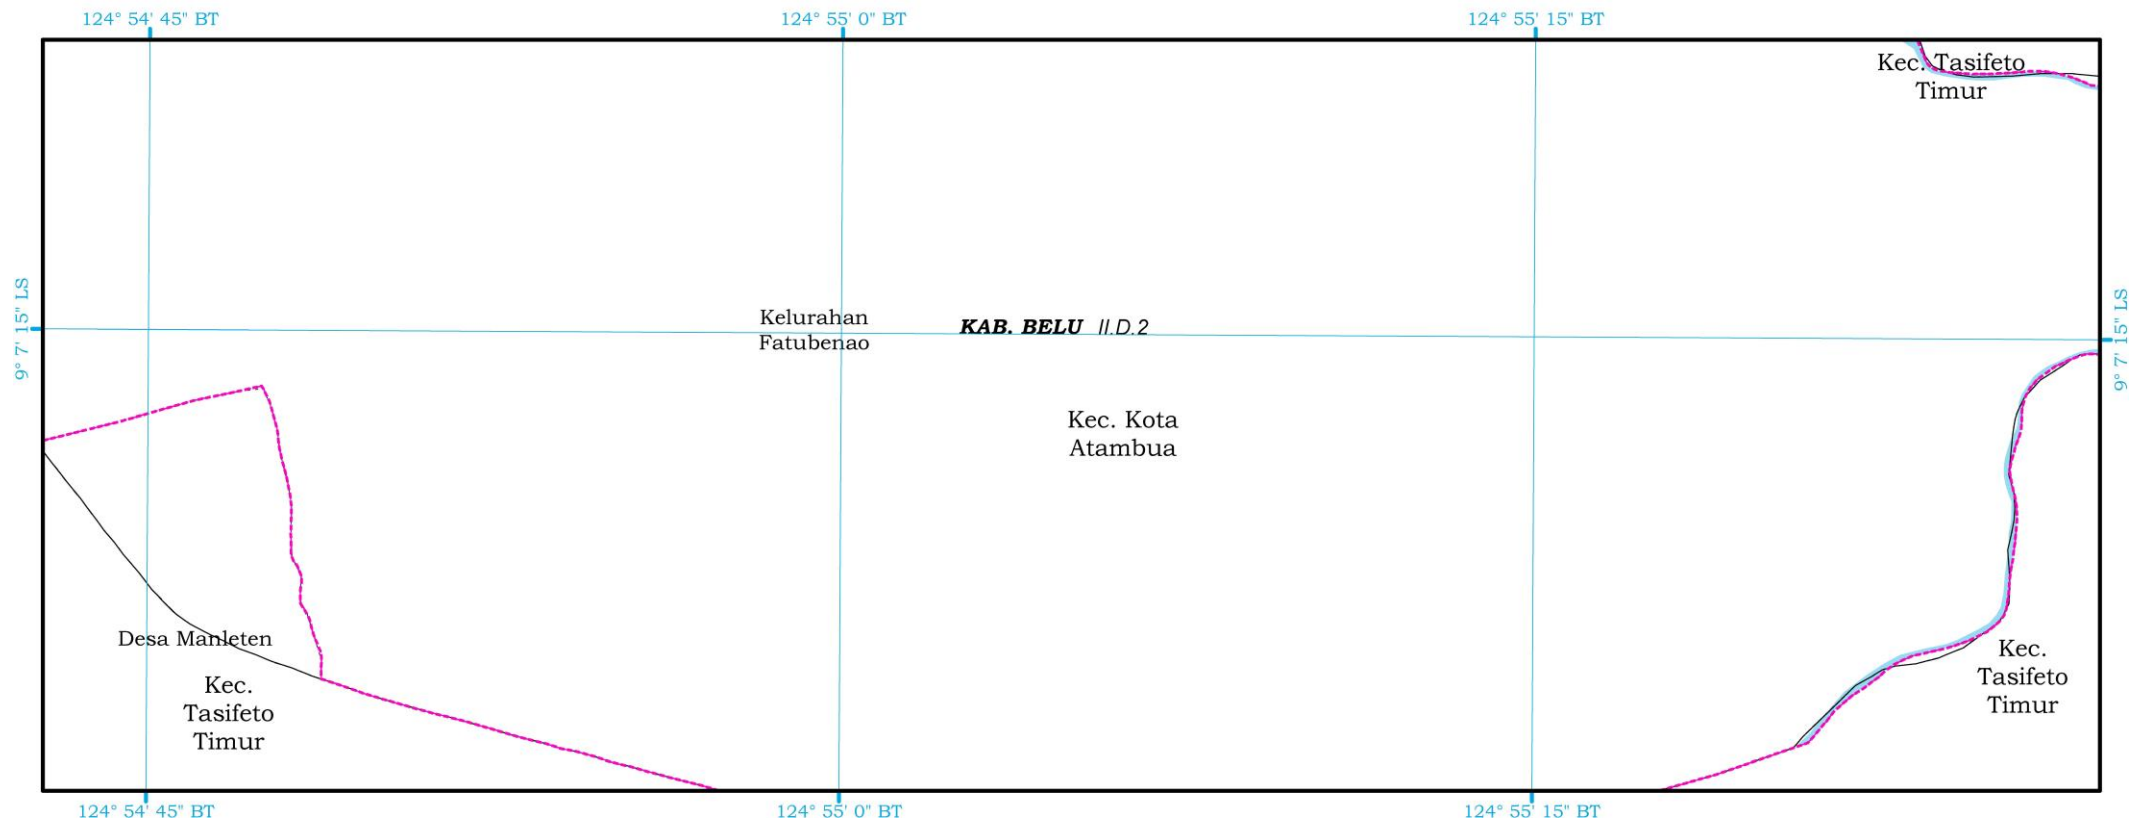 124° 54' 45" BT
124° 55' 0" BT
124° 55' 15" BT
Kec. Tasifeto
Timur
9° 7' 15" LS
Kelurahan
Fatubenao
KAB. BELU II.D.2
9° 7' 15" LS
Kec. Kota
Atambua
Desa Manleten
Kec.
Tasifeto
Timur
Kec.
Tasifeto
Timur
124° 54' 45" BT
124° 55' 0" BT
124° 55' 15" BT